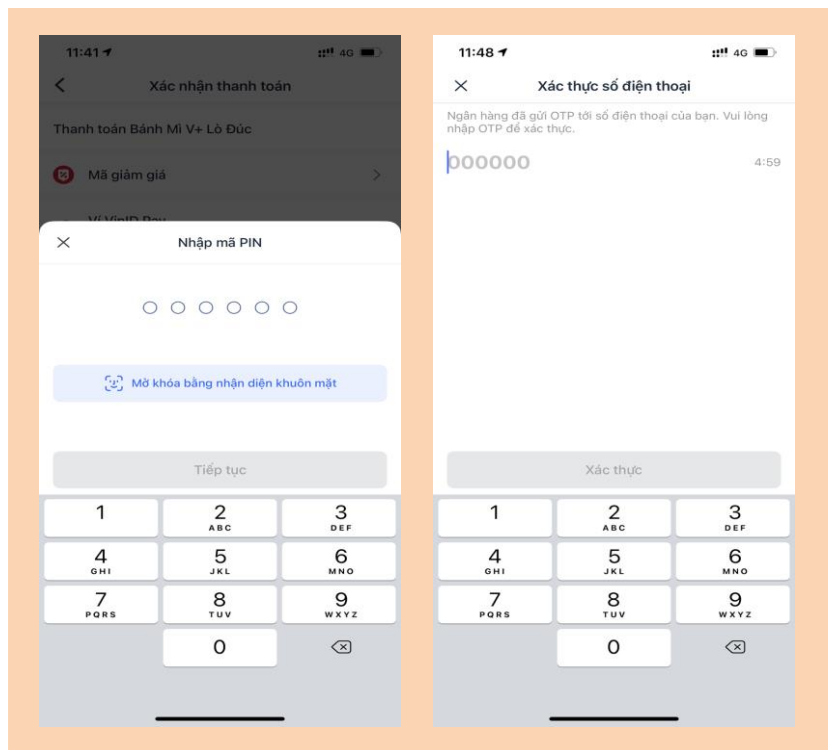 11:41
4G
Xác nhận thanh toán
Thanh toán Bánh Mì V+ Lò Đúc
Mã giảm giá
Ví VinID Pay
Nhập mã PIN
Mở khóa bằng nhận diện khuôn mặt
Tiếp tục
1
2
3
ABC
DEF
4
5
6
GHI
JKL
MNO
7
8
9
PQRS
TUV
WXYZ
0
11:48
4G
Xác thực số điện thoại
Ngân hàng đã gửi OTP tới số điện thoại của bạn. Vui lòng
nhập OTP để xác thực.
000000
4:59
Xác thực
1
2
3
ABC
DEF
4
5
6
GHI
JKL
MNO
7
8
9
PQRS
TUV
WXYZ
0